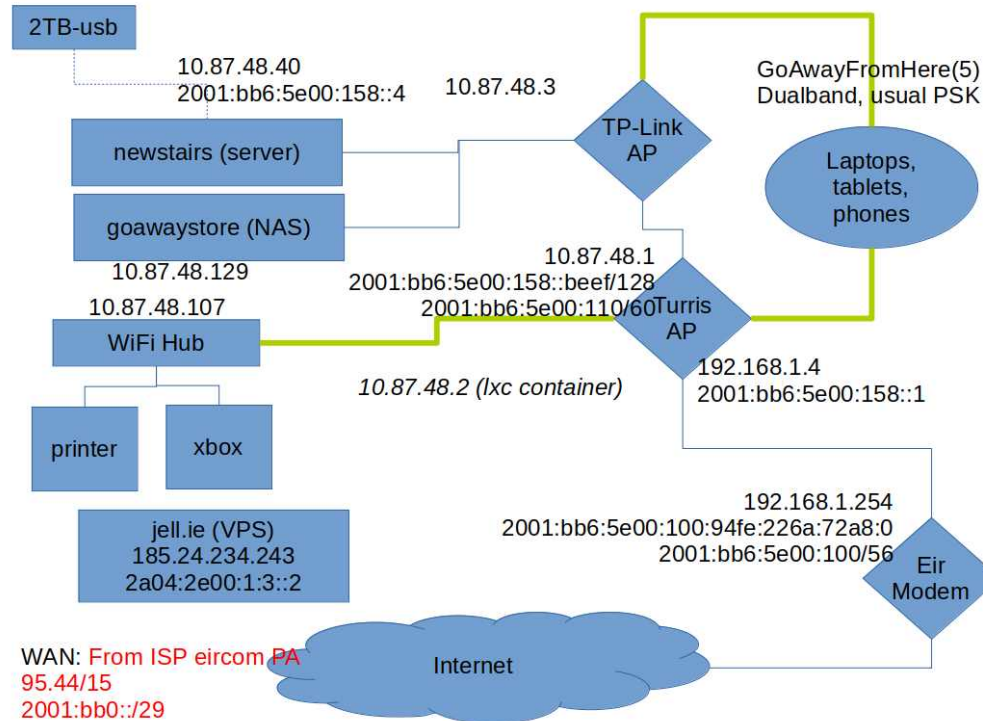 2TB-usb
10.87.48.40
2001:bb6:5e00:158::4
10.87.48.3
GoAwayFromHere(5)
Dualband, usual PSK
TP-Link
AP
newstairs (server)
Laptops,
tablets,
phones
goawaystore (NAS)
10.87.48.129
10.87.48.1
2001:bb6:5e00:158::beef/128
2001:bb6:5e00:110/60
Turris
AP
10.87.48.107
WiFi Hub
192.168.1.4
2001:bb6:5e00:158::1
10.87.48.2 (lxc container)
printer
xbox
192.168.1.254
2001:bb6:5e00:100:94fe:226a:72a8:0
2001:bb6:5e00:100/56
jell.ie (VPS)
185.24.234.243
2a04:2e00:1:3::2
Eir
Modem
WAN: From ISP eircom PA
95.44/15
2001:bb0::/29
Internet